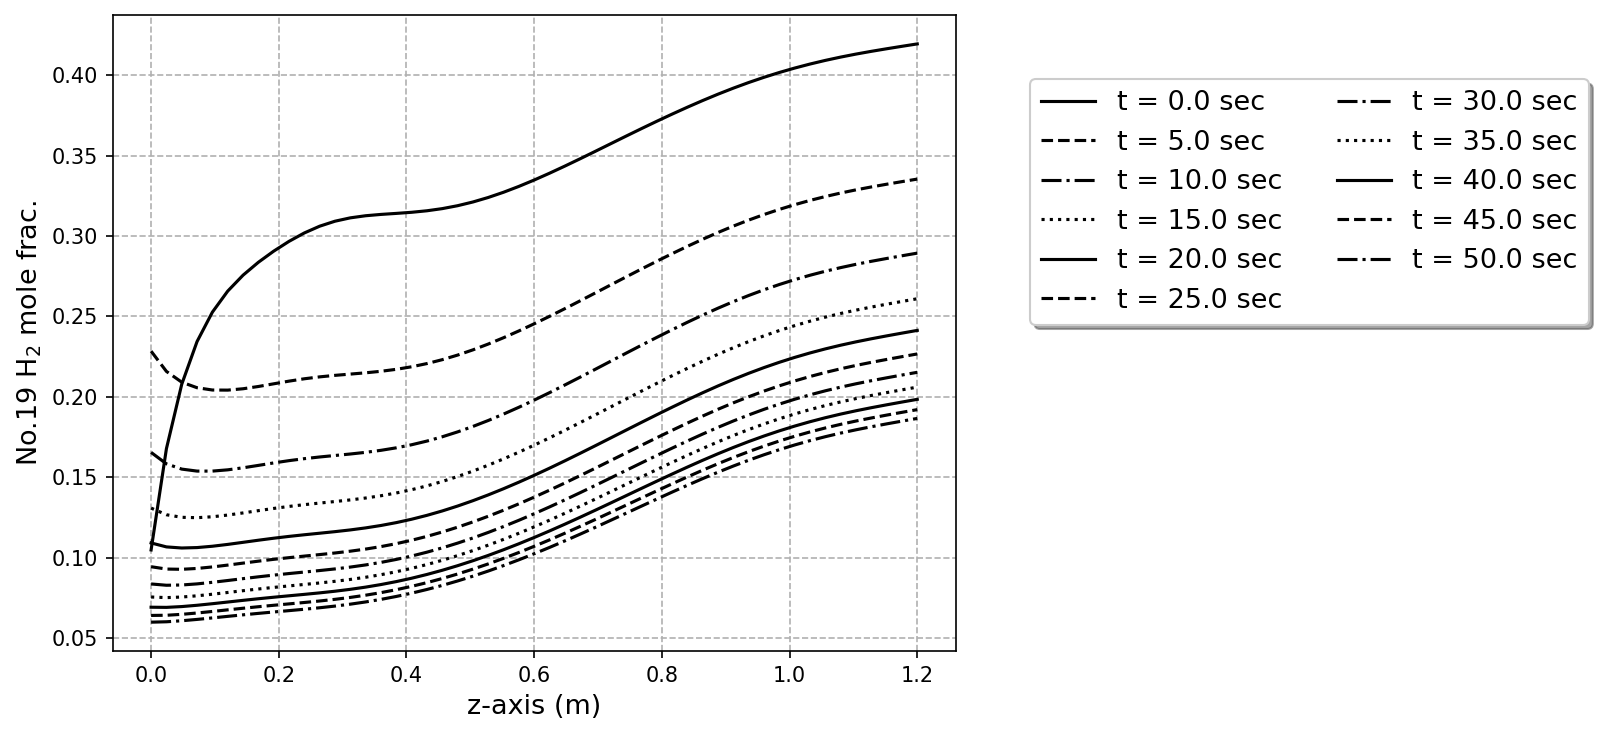 No.19 H₂ mole frac.
0.40
0.35
0.30
0.25
0.20
0.15
0.10
0.05
0.0 0.2 0.4 0.6 0.8 1.0 1.2
z-axis (m)
t = 0.0 sec
t = 5.0 sec
t = 10.0 sec
t = 15.0 sec
t = 20.0 sec
t = 25.0 sec
t = 30.0 sec
t = 35.0 sec
t = 40.0 sec
t = 45.0 sec
t = 50.0 sec